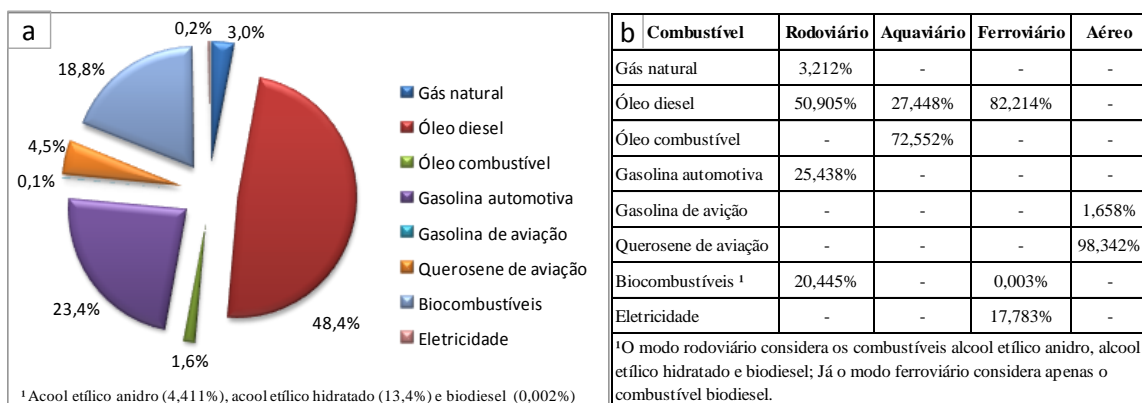 a
0,2%
3,0%
18,8%
4,5%
0,1%
23,4%
1,6%
48,4%
Gás natural
Óleo diesel
Óleo combustível
Gasolina automotiva
Gasolina de aviação
Querosene de aviação
Biocombustíveis
Eletricidade
¹ Acool etílico anidro (4,411%), acool etílico hidratado (13,4%) e biodiesel (0,002%)
b Combustível Rodoviário Aquaviário Ferroviário Aéreo
Gás natural 3,212% - - -
Óleo diesel 50,905% 27,448% 82,214% -
Óleo combustível - 72,552% - -
Gasolina automotiva 25,438% - - -
Gasolina de avição - - - 1,658%
Querosene de aviação - - - 98,342%
Biocombustíveis ¹ 20,445% - 0,003% -
Eletricidade - - 17,783% -
¹O modo rodoviário considera os combustíveis alcool etílico anidro, alcool
etílico hidratado e biodiesel; Já o modo ferroviário considera apenas o
combustível biodiesel.